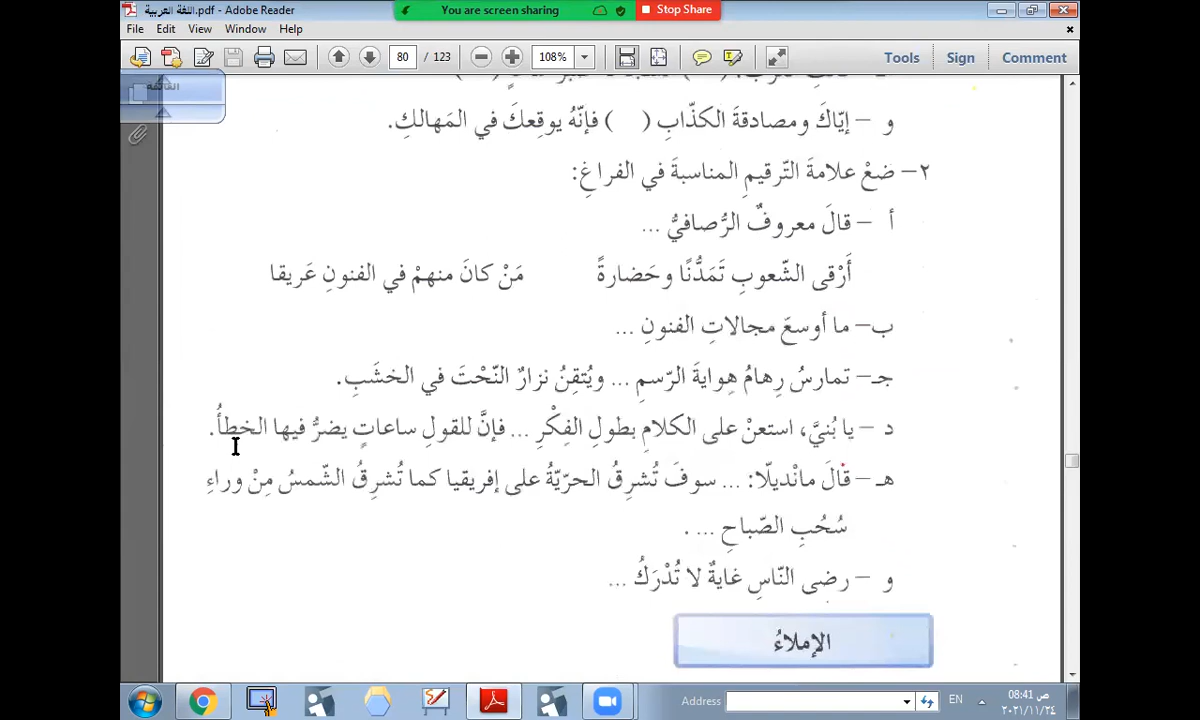 اللغة العربية.pdf - Adobe Reader
You are screen sharing
Stop Share
File Edit View Window Help
80 / 123
108%
Tools Sign Comment
و – إيّاكَ ومصادقةَ الكذّابِ (   ) فإنّهُ يوقِعكَ في المَهالكِ.
٢– ضعْ علامةَ التّرقيمِ المناسبةَ في الفراغِ:
أ – قالَ معروفٌ الرُّصافيُّ ...
أَرْقى الشّعوبِ تَمَدُّنًا وحَضارةً مَنْ كانَ منهمْ في الفنونِ عَريقا
ب– ما أوسعَ مجالاتِ الفنونِ ...
جـ– تمارسُ رِهامُ هِوايةَ الرّسمِ ... ويُتقِنُ نزارٌ النّحْتَ في الخشَبِ.
د – يا بُنيَّ، استعنْ على الكلامِ بطولِ الفِكْرِ ... فإنَّ للقولِ ساعاتٍ يضرُّ فيها الخطأُ.
هـ – قالَ مانْديلّا: ... سوفَ تُشرِقُ الحرّيّةُ على إفريقيا كما تُشرِقُ الشّمسُ مِنْ وراءِ
سُحُبِ الصّباحِ ... .
و – رضى النّاسِ غايةٌ لا تُدْرَكُ ...
الإملاءُ
Address
EN
08:41 ص
٢٠٢١/١١/٢٤